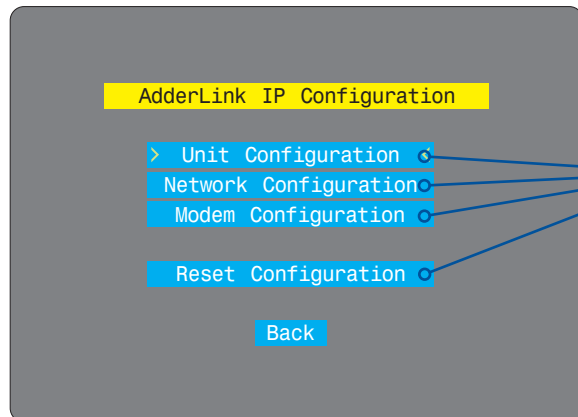 AdderLink IP Configuration
> Unit Configuration <
Network Configuration
Modem Configuration
Reset Configuration
Back